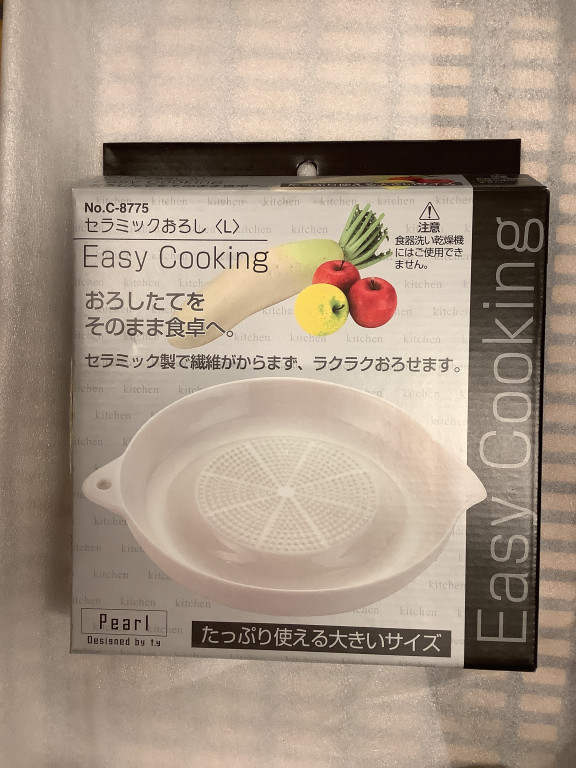 No.C-8775
セラミックおろし〈L〉
Easy Cooking
おろしたてを
そのまま食卓へ。
注意
食器洗い乾燥機
にはご使用でき
ません。
セラミック製で繊維がからまず、ラクラクおろせます。
kitchen
Pearl
Designed by f.y
たっぷり使える大きいサイズ
Easy Cooking